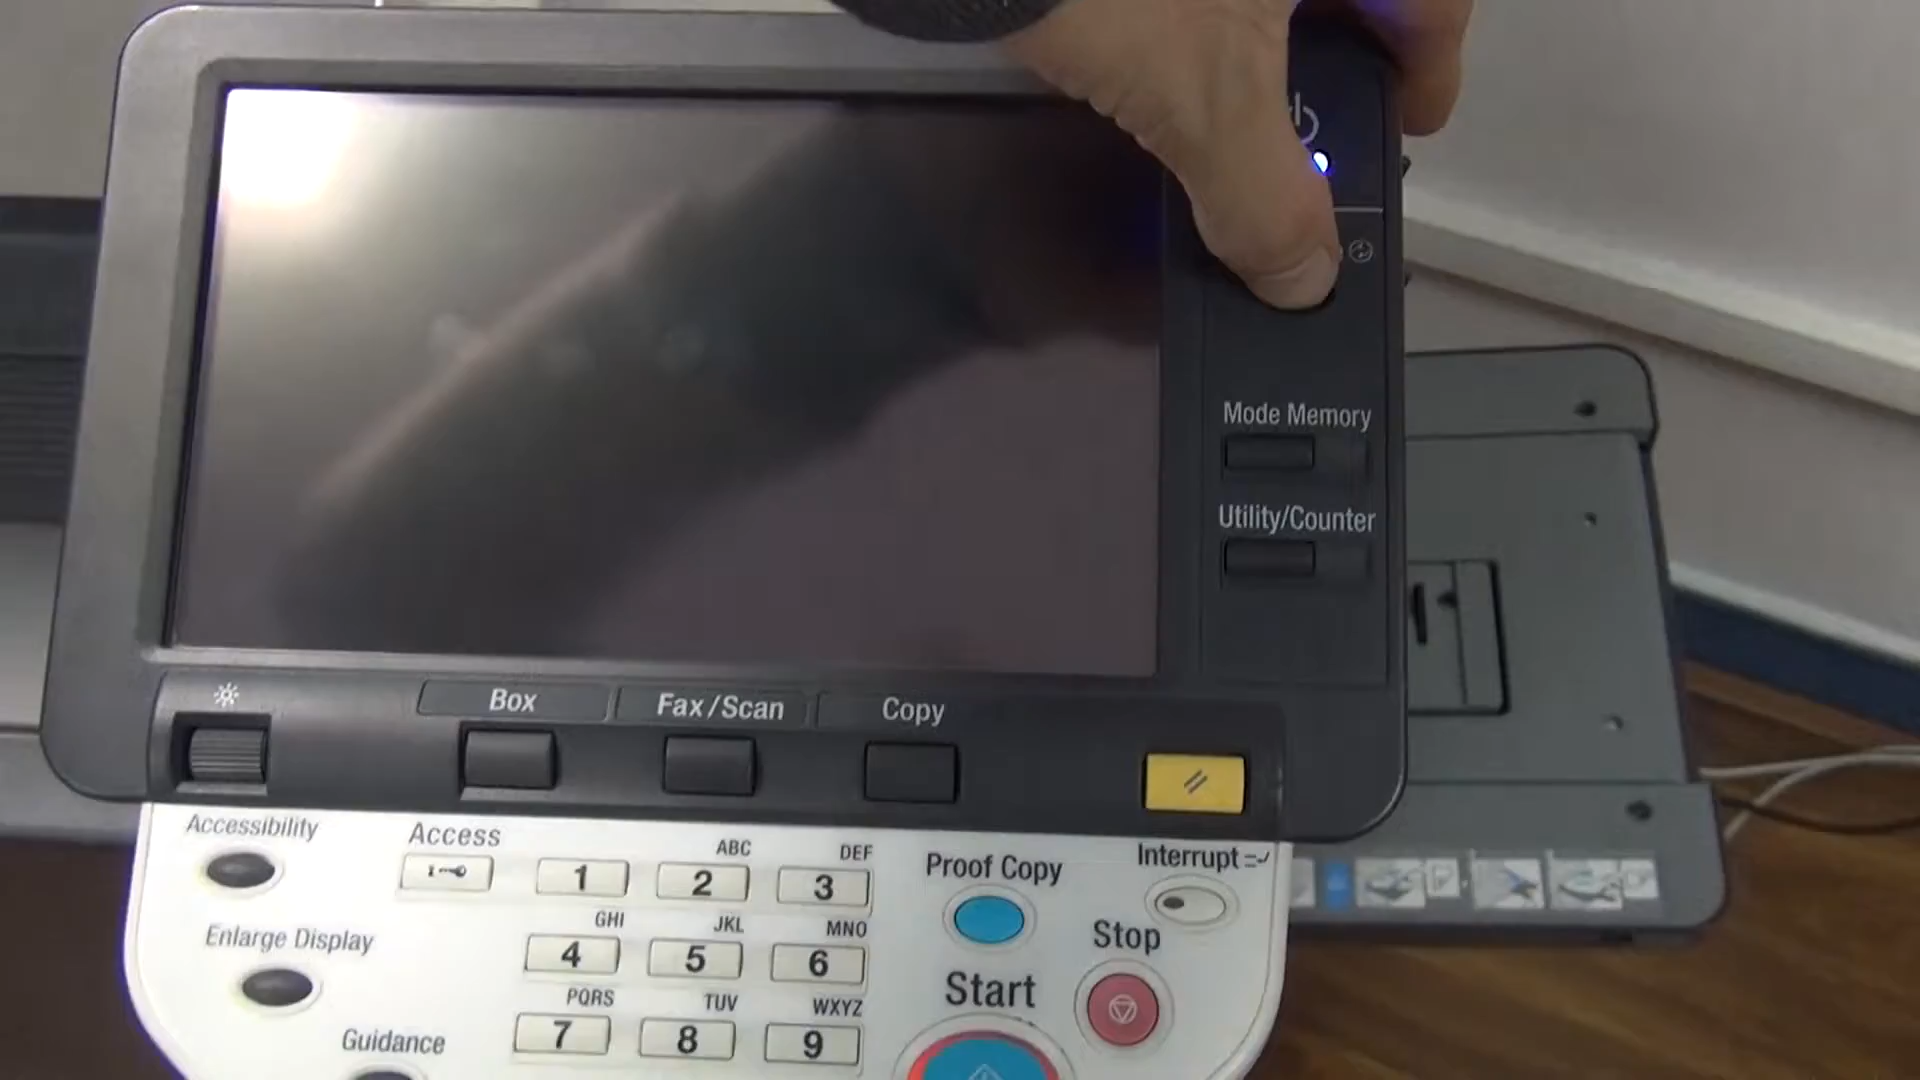 Mode Memory
Utility/Counter
Box
Fax/Scan
Copy
Accessibility
Access
Enlarge Display
Guidance
1
ABC
2
DEF
3
GHI
4
JKL
5
MNO
6
PQRS
7
TUV
8
WXYZ
9
Proof Copy
Interrupt
Stop
Start